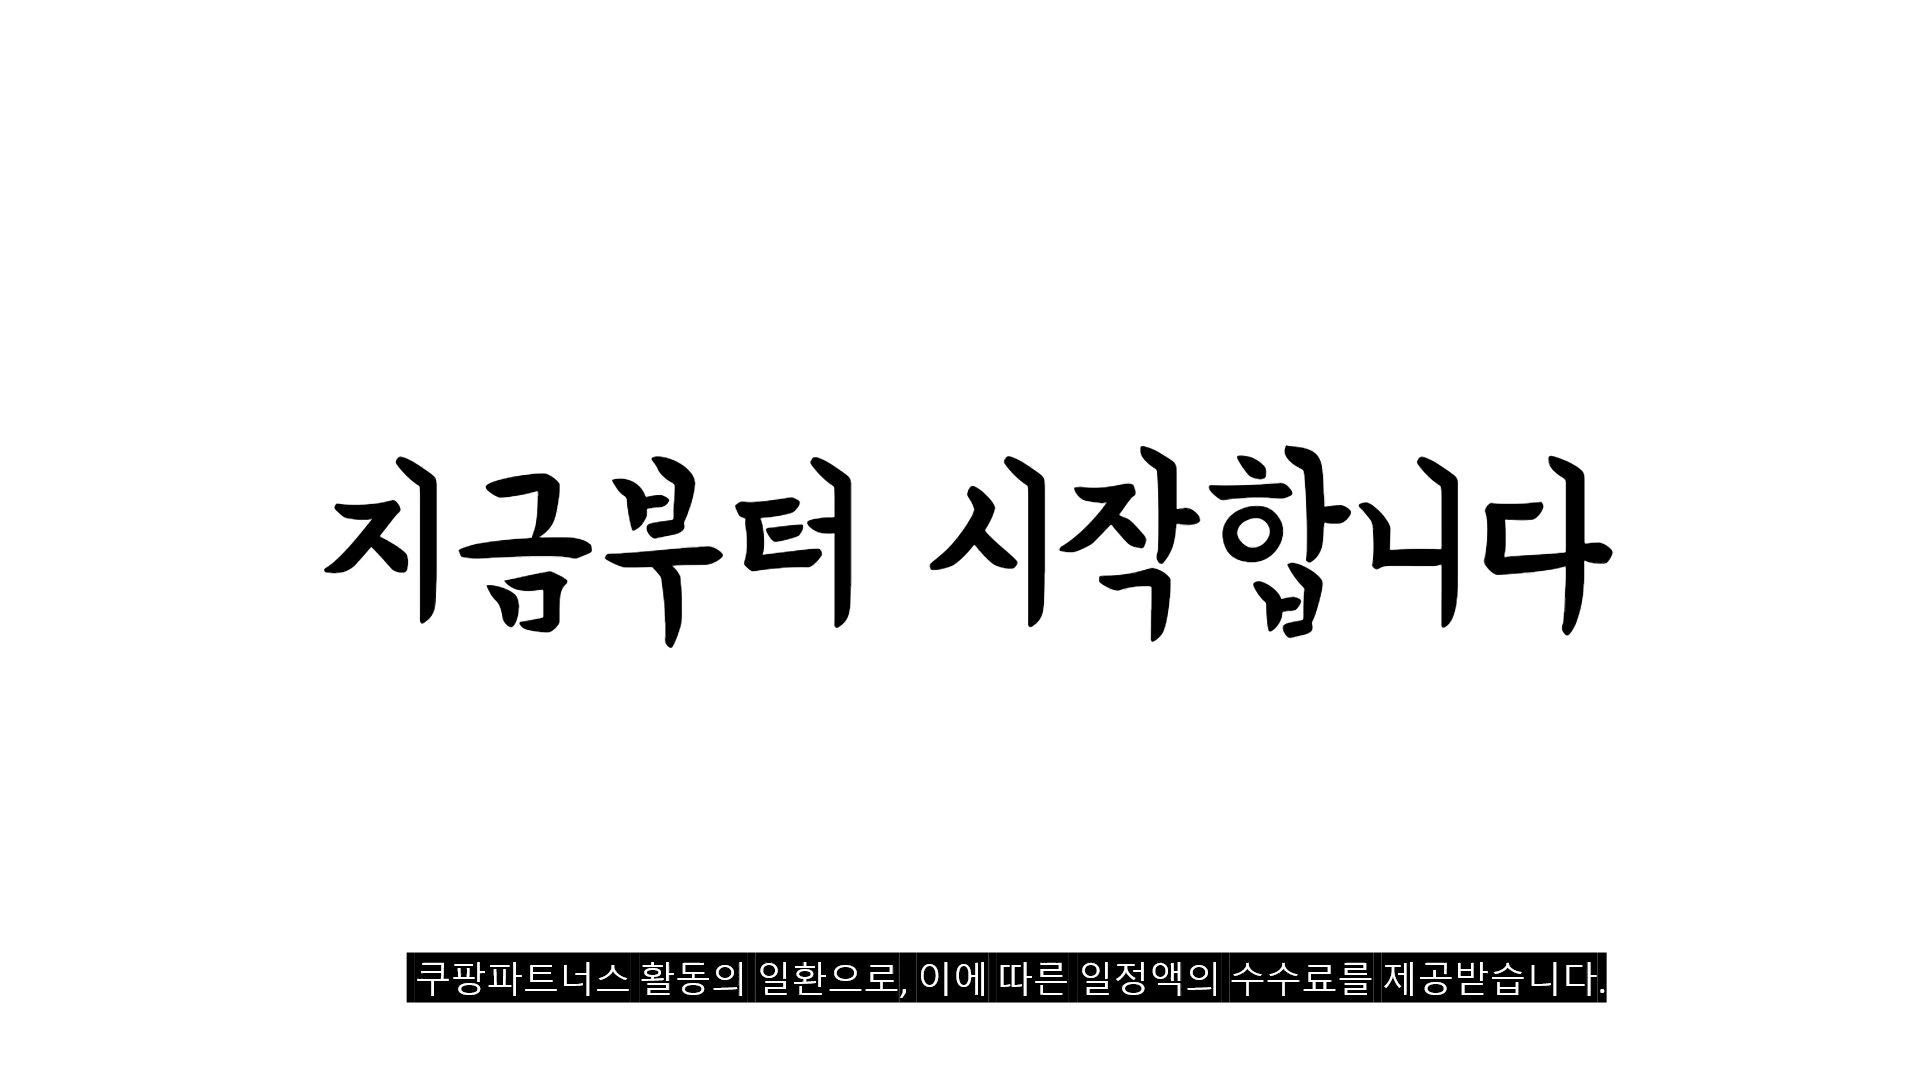 지금부터 시작합니다
쿠팡파트너스 활동의 일환으로, 이에 따른 일정액의 수수료를 제공받습니다.